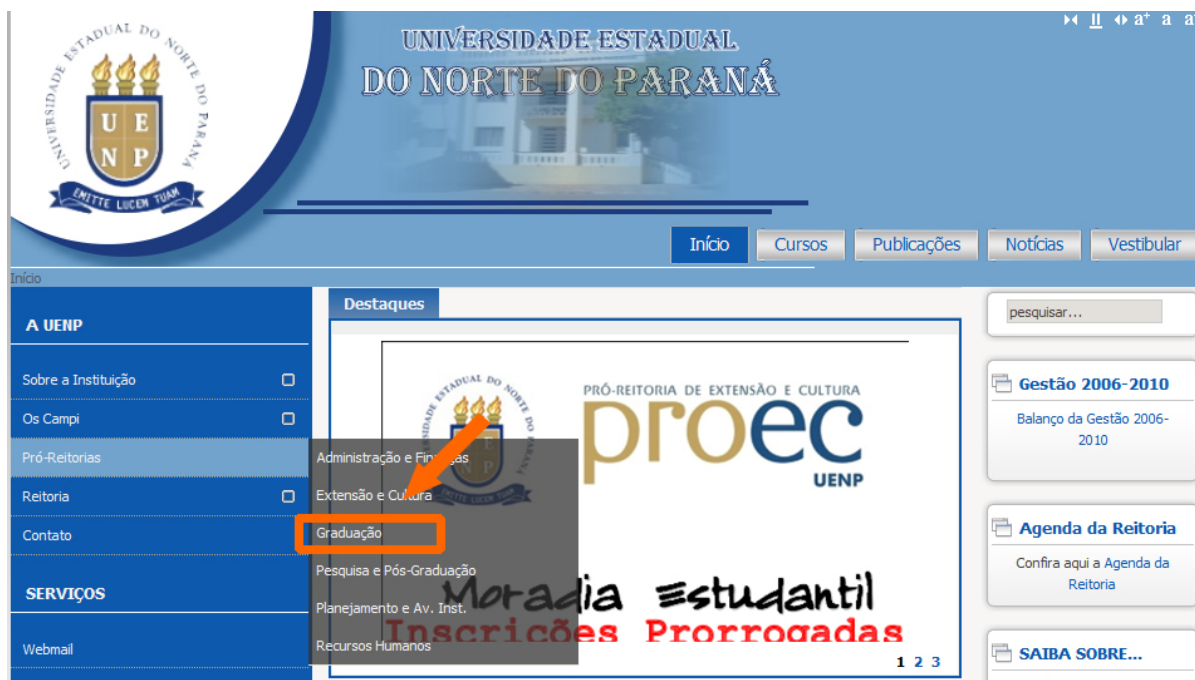 UNIVERSIDADE ESTADUAL DO NORTE DO PARANÁ
U E
N P
EMITTE LUCEM TUAM
UNIVERSIDADE ESTADUAL
DO NORTE DO PARANÁ
a+ a a
Início
Cursos
Publicações
Notícias
Vestibular
Início
A UENP
Sobre a Instituição
Os Campi
Pró-Reitorias
Reitoria
Contato
SERVIÇOS
Webmail
Administração e Finanças
Extensão e Cultura
Graduação
Pesquisa e Pós-Graduação
Planejamento e Av. Inst.
Recursos Humanos
Destaques
PRÓ-REITORIA DE EXTENSÃO E CULTURA
proec
UENP
Moradia Estudantil
Inscrições Prorrogadas
1 2 3
pesquisar...
Gestão 2006-2010
Balanço da Gestão 2006-
2010
Agenda da Reitoria
Confira aqui a Agenda da
Reitoria
SAIBA SOBRE...